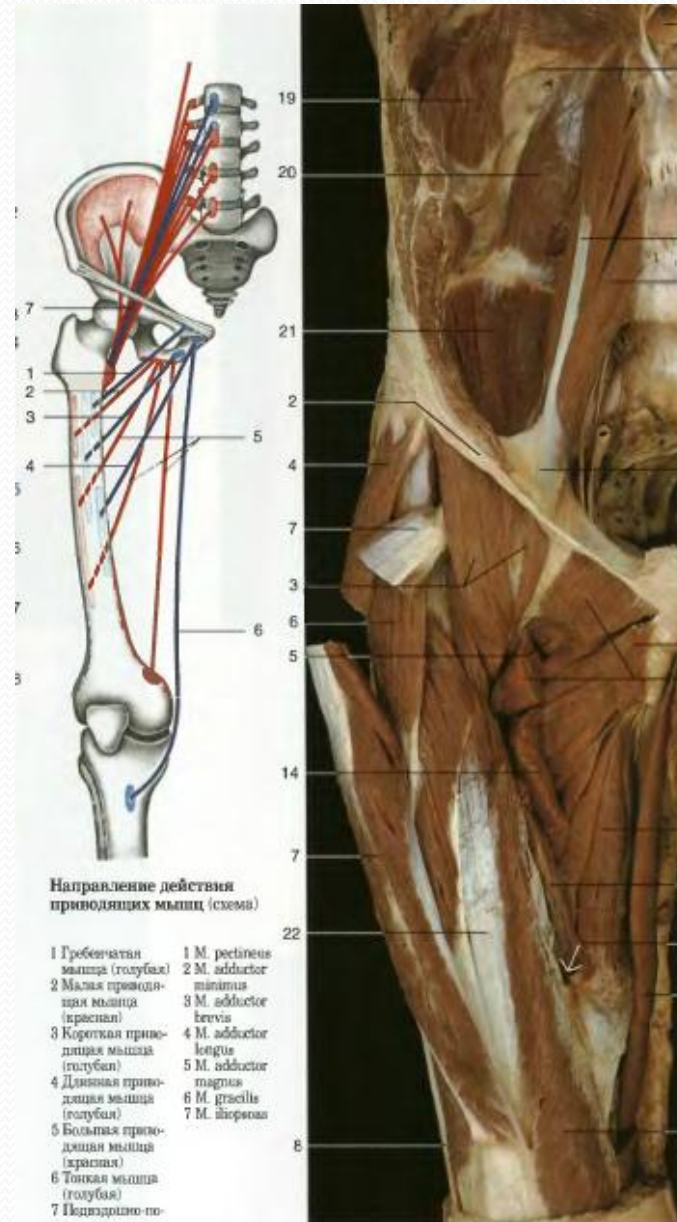 19
20
2
7
21
1
2
2
3
5
4
4
7
3
6
6
5
14
7
22
8
Направление действия
приводящих мышц (схема)
1 Гребенчатая
мышца (голубая)
2 Малая приводя-
щая мышца
(красная)
3 Короткая приво-
дящая мышца
(голубая)
4 Длинная приво-
дящая мышца
(голубая)
5 Большая приво-
дящая мышца
(красная)
6 Тонкая мышца
(голубая)
7 Подвздошно-по-
1 M. pectineus
2 M. adductor
minimus
3 M. adductor
brevis
4 M. adductor
longus
5 M. adductor
magnus
6 M. gracilis
7 M. iliopsoas